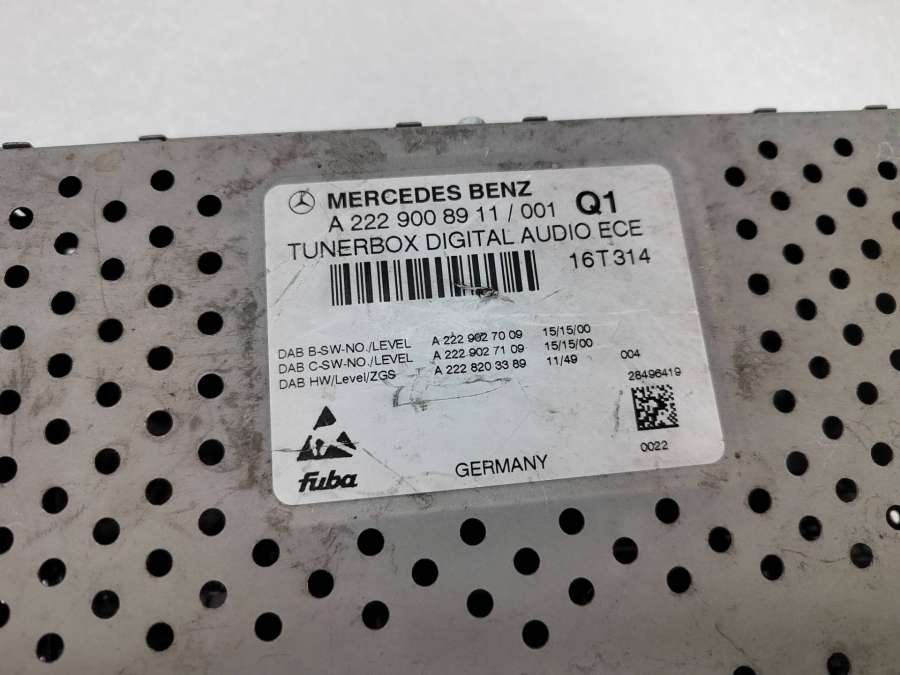 MERCEDES BENZ
A 222 900 89 11 / 001 Q1
TUNERBOX DIGITAL AUDIO ECE
16T314
DAB B-SW-NO./LEVEL A 222 902 70 09 15/15/00
DAB C-SW-NO./LEVEL A 222 902 71 09 15/15/00
DAB HW/Level/ZGS A 222 820 33 89 11/49 004
28496419
0022
fuba
GERMANY